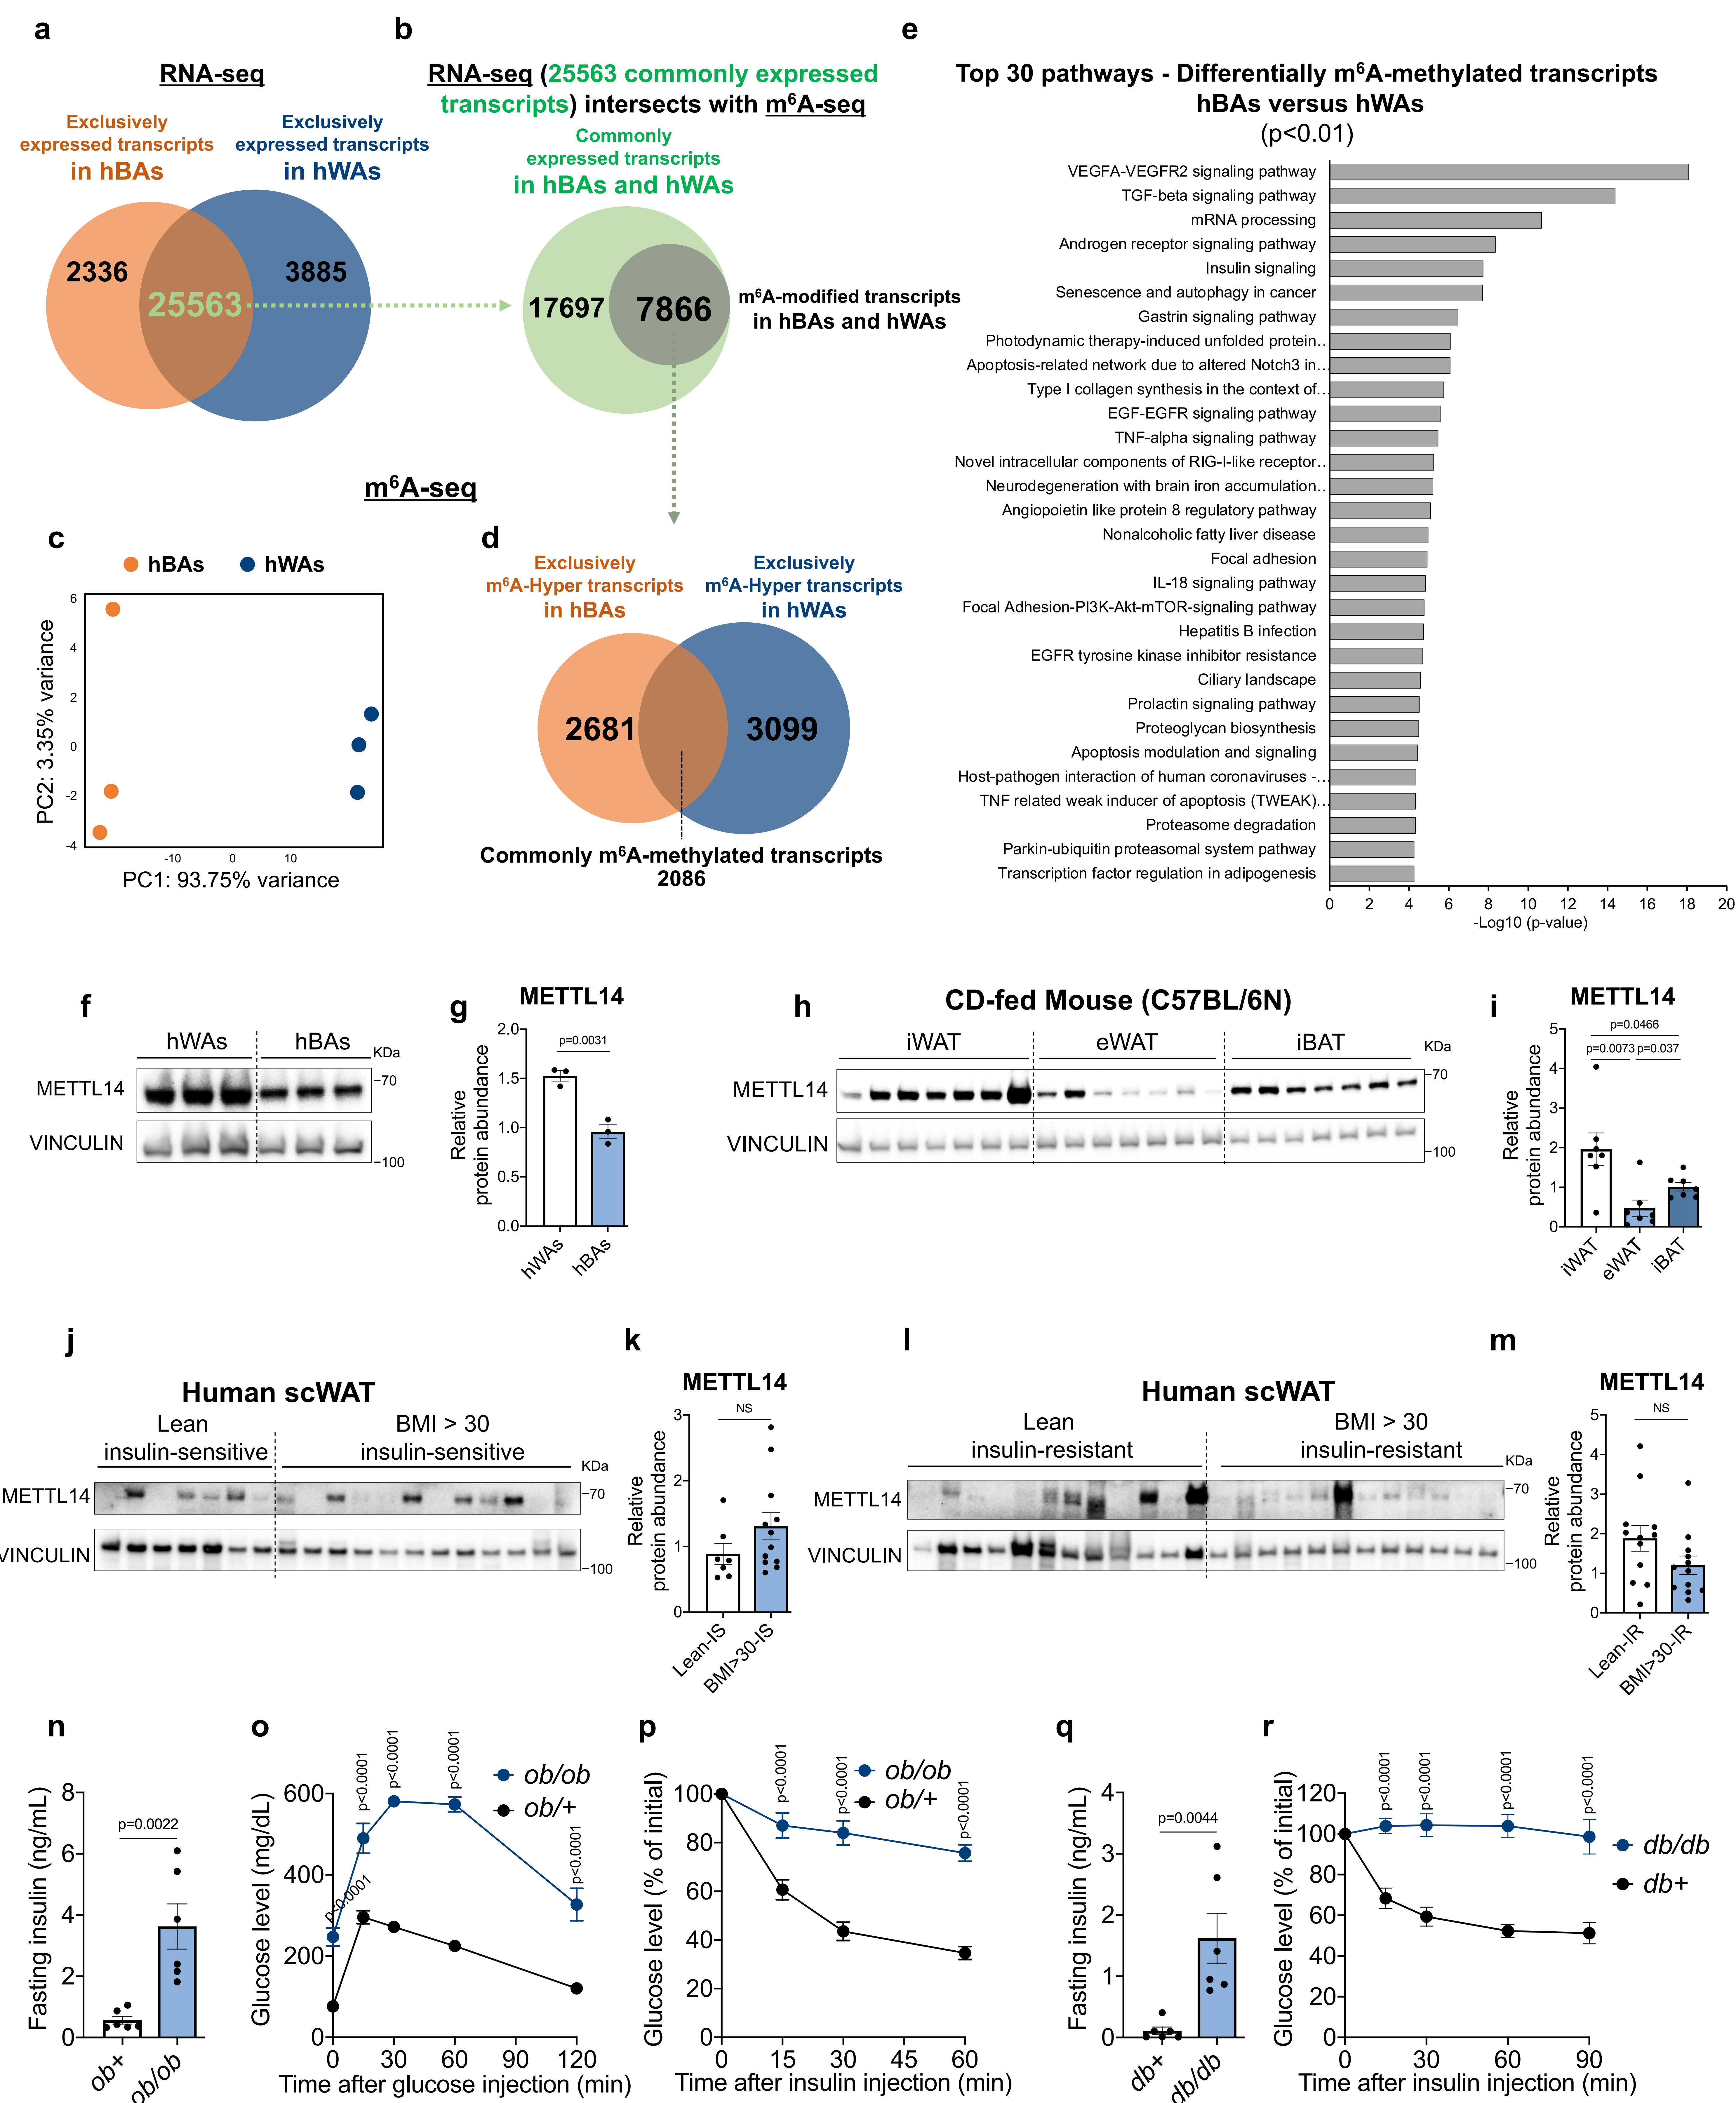 a
RNA-seq
Exclusively
expressed transcripts
in hBAs
Exclusively
expressed transcripts
in hWAs
2336
25563
3885
b
RNA-seq (25563 commonly expressed
transcripts) intersects with m⁶A-seq
Commonly
expressed transcripts
in hBAs and hWAs
17697
7866
m⁶A-modified transcripts
in hBAs and hWAs
m⁶A-seq
c
hBAs
hWAs
PC2: 3.35% variance
6
4
2
0
-2
-4
-10
0
10
PC1: 93.75% variance
d
Exclusively
m⁶A-Hyper transcripts
in hBAs
Exclusively
m⁶A-Hyper transcripts
in hWAs
2681
3099
Commonly m⁶A-methylated transcripts
2086
e
Top 30 pathways - Differentially m⁶A-methylated transcripts
hBAs versus hWAs
(p<0.01)
VEGFA-VEGFR2 signaling pathway
TGF-beta signaling pathway
mRNA processing
Androgen receptor signaling pathway
Insulin signaling
Senescence and autophagy in cancer
Gastrin signaling pathway
Photodynamic therapy-induced unfolded protein…
Apoptosis-related network due to altered Notch3 in…
Type I collagen synthesis in the context of…
EGF-EGFR signaling pathway
TNF-alpha signaling pathway
Novel intracellular components of RIG-I-like receptor…
Neurodegeneration with brain iron accumulation…
Angiopoietin like protein 8 regulatory pathway
Nonalcoholic fatty liver disease
Focal adhesion
IL-18 signaling pathway
Focal Adhesion-PI3K-Akt-mTOR-signaling pathway
Hepatitis B infection
EGFR tyrosine kinase inhibitor resistance
Ciliary landscape
Prolactin signaling pathway
Proteoglycan biosynthesis
Apoptosis modulation and signaling
Host-pathogen interaction of human coronaviruses -…
TNF related weak inducer of apoptosis (TWEAK)…
Proteasome degradation
Parkin-ubiquitin proteasomal system pathway
Transcription factor regulation in adipogenesis
0 2 4 6 8 10 12 14 16 18 20
-Log10 (p-value)
f
hWAs
hBAs
KDa
METTL14
70
VINCULIN
100
g
METTL14
Relative
protein abundance
2.0
1.5
1.0
0.5
0.0
p=0.0031
hWAs
hBAs
h
CD-fed Mouse (C57BL/6N)
iWAT
eWAT
iBAT
KDa
METTL14
70
VINCULIN
100
i
METTL14
Relative
protein abundance
5
4
3
2
1
0
p=0.0466
p=0.0073
p=0.037
iWAT
eWAT
iBAT
j
Human scWAT
Lean
insulin-sensitive
BMI > 30
insulin-sensitive
KDa
METTL14
70
VINCULIN
100
k
METTL14
Relative
protein abundance
3
2
1
0
NS
Lean-IS
BMI>30-IS
l
Human scWAT
Lean
insulin-resistant
BMI > 30
insulin-resistant
KDa
METTL14
70
VINCULIN
100
m
METTL14
Relative
protein abundance
5
4
3
2
1
0
NS
Lean-IR
BMI>30-IR
n
Fasting insulin (ng/mL)
8
6
4
2
0
p=0.0022
ob+
ob/ob
o
Glucose level (mg/dL)
600
400
200
0
p<0.0001
p<0.0001
p<0.0001
p<0.0001
p<0.0001
ob/ob
ob/+
0 30 60 90 120
Time after glucose injection (min)
p
Glucose level (% of initial)
100
80
60
40
20
0
p<0.0001
p<0.0001
p<0.0001
ob/ob
ob/+
0 15 30 45 60
Time after insulin injection (min)
q
Fasting insulin (ng/mL)
4
3
2
1
0
p=0.0044
db+
db/db
r
Glucose level (% of initial)
120
100
80
60
40
20
0
p<0.0001
p<0.0001
p<0.0001
p<0.0001
db/db
db+
0 30 60 90
Time after insulin injection (min)